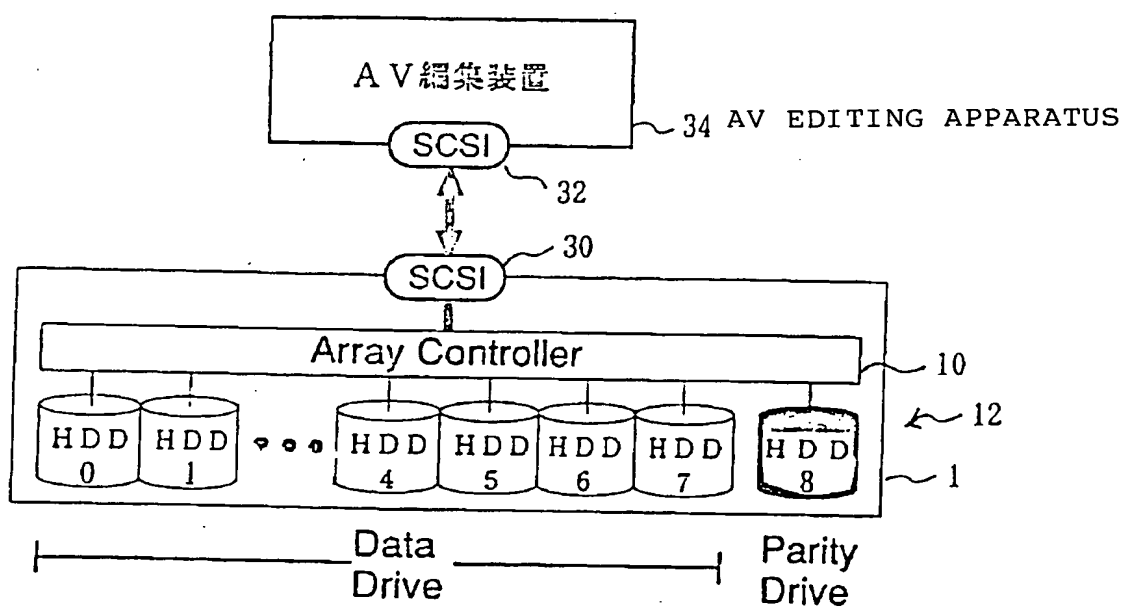 AV編集装置
34 AV EDITING APPARATUS
SCSI
32
30
SCSI
Array Controller
10
HDD HDD HDD HDD HDD HDD HDD
0 1 4 5 6 7 8
12
1
Data Parity
Drive Drive